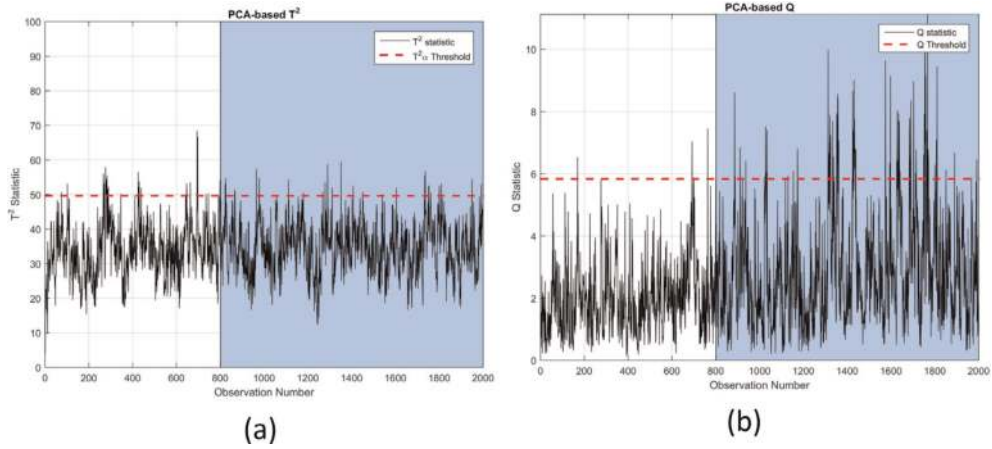 PCA-based T²
T² statistic
T²α Threshold
T² Statistic
100
90
80
70
60
50
40
30
20
10
0
0 200 400 600 800 1000 1200 1400 1600 1800 2000
Observation Number
(a)
PCA-based Q
Q statistic
Q Threshold
Q Statistic
10
8
6
4
2
0
0 200 400 600 800 1000 1200 1400 1600 1800 2000
Observation Number
(b)